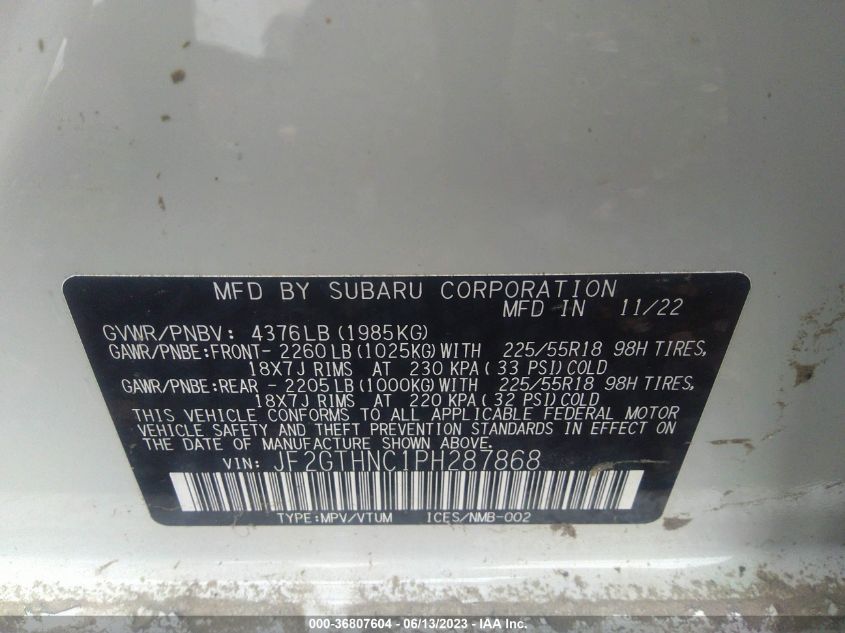 MFD BY SUBARU CORPORATION
MFD IN 11/22
GVWR/PNBV: 4376LB (1985KG)
GAWR/PNBE:FRONT- 2260LB (1025KG)WITH 225/55R18 98H TIRES,
18X7J RIMS AT 230 KPA ( 33 PSI) COLD
GAWR/PNBE:REAR - 2205LB (1000KG)WITH 225/55R18 98H TIRES,
18X7J RIMS AT 220 KPA ( 32 PSI) COLD
THIS VEHICLE CONFORMS TO ALL APPLICABLE FEDERAL MOTOR
VEHICLE SAFETY AND THEFT PREVENTION STANDARDS IN EFFECT ON
THE DATE OF MANUFACTURE SHOWN ABOVE.
VIN: JF2GTHNC1PH287868
TYPE:MPV/VTUM ICES/NMB-002
000-36807604 - 06/13/2023 - IAA Inc.